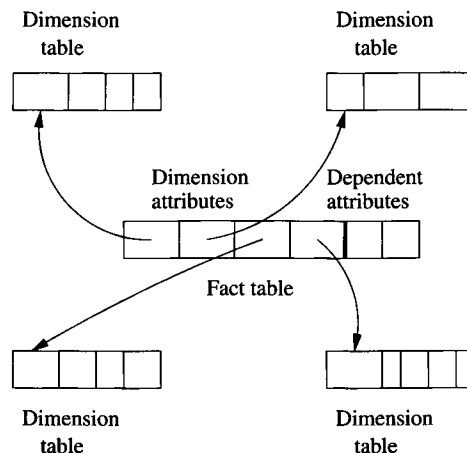 Dimension
table
Dimension
table
Dimension
attributes
Dependent
attributes
Fact table
Dimension
table
Dimension
table